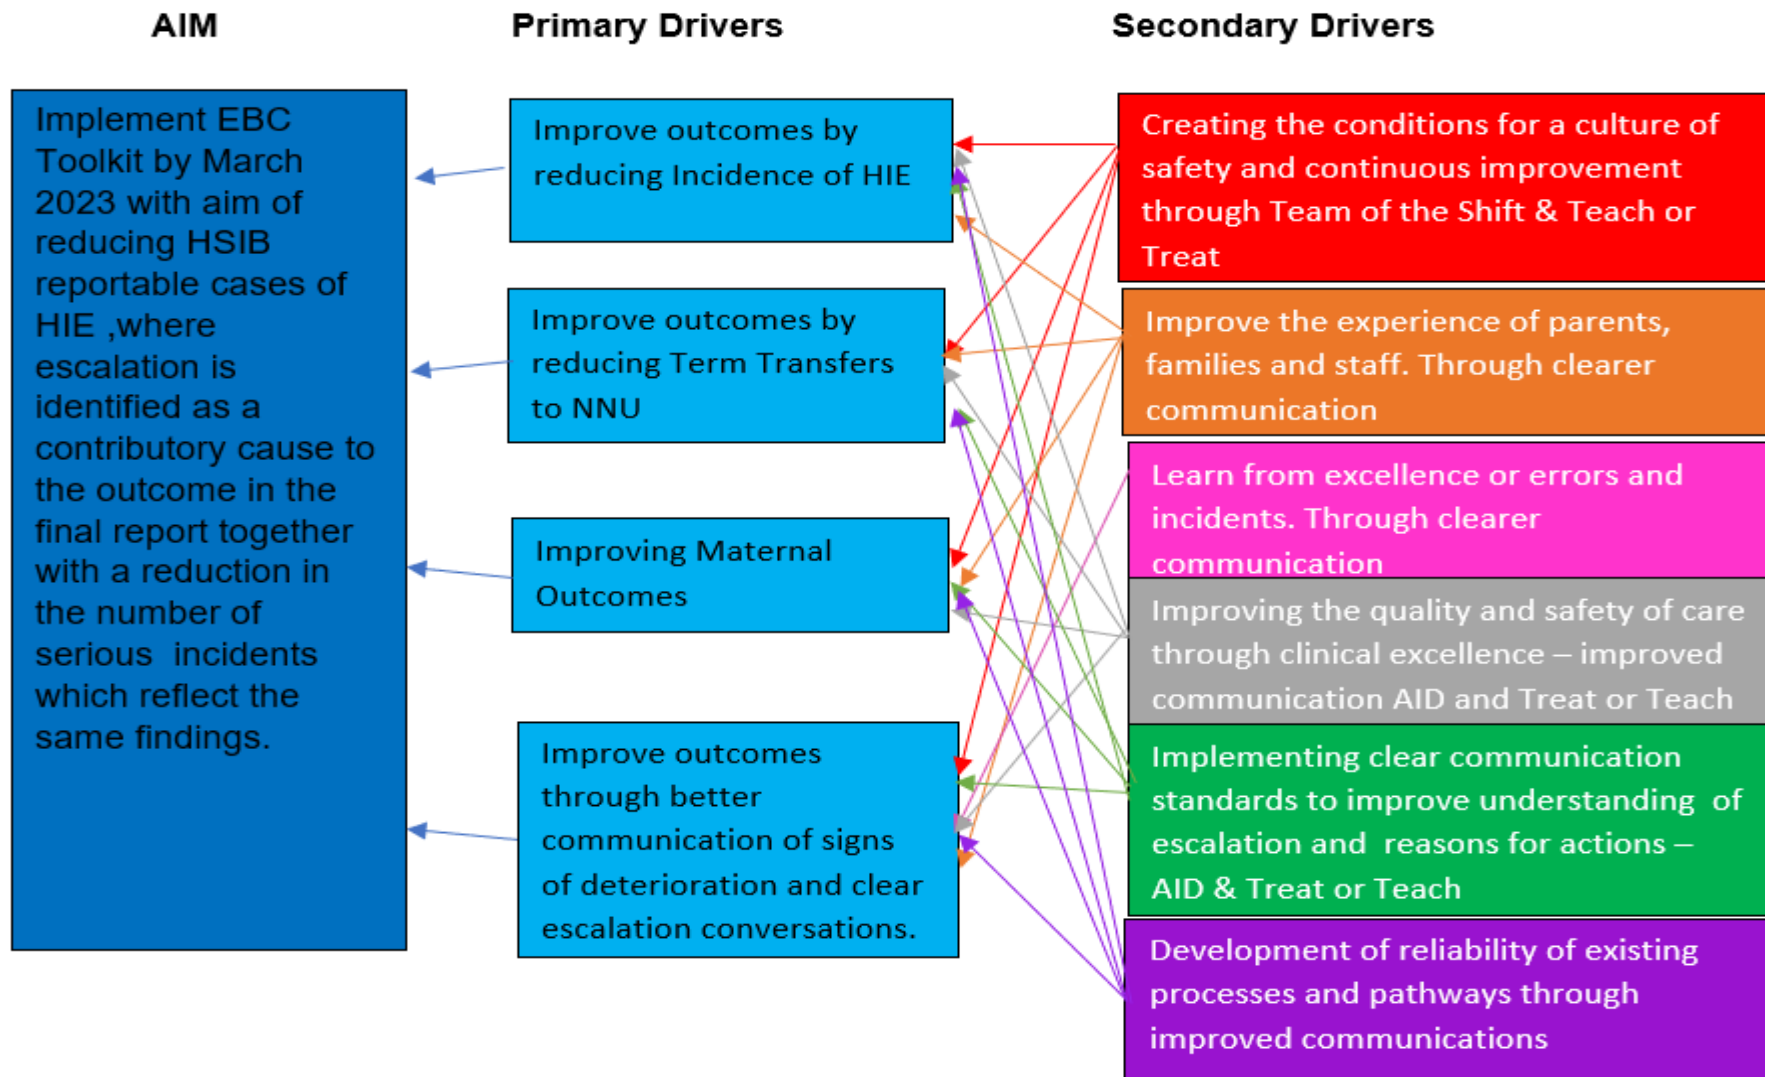 AIM
Primary Drivers
Secondary Drivers
Implement EBC
Toolkit by March
2023 with aim of
reducing HSIB
reportable cases of
HIE ,where
escalation is
identified as a
contributory cause to
the outcome in the
final report together
with a reduction in
the number of
serious  incidents
which reflect the
same findings.
Improve outcomes by
reducing Incidence of HIE
Improve outcomes by
reducing Term Transfers
to NNU
Improving Maternal
Outcomes
Improve outcomes
through better
communication of signs
of deterioration and clear
escalation conversations.
Creating the conditions for a culture of
safety and continuous improvement
through Team of the Shift & Teach or
Treat
Improve the experience of parents,
families and staff. Through clearer
communication
Learn from excellence or errors and
incidents. Through clearer
communication
Improving the quality and safety of care
through clinical excellence – improved
communication AID and Treat or Teach
Implementing clear communication
standards to improve understanding  of
escalation and  reasons for actions –
AID & Treat or Teach
Development of reliability of existing
processes and pathways through
improved communications